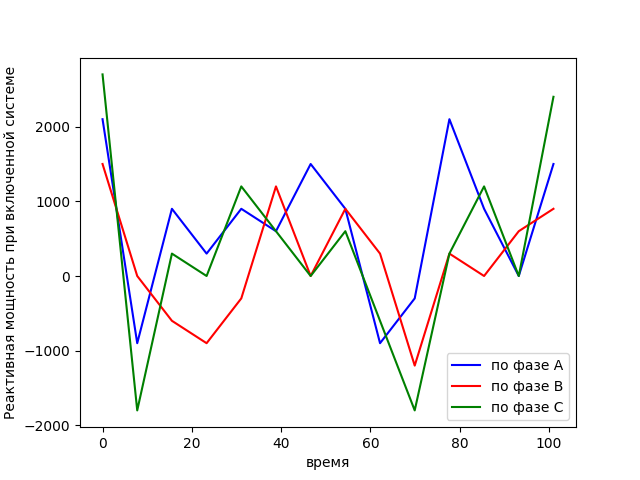 Реактивная мощность при включенной системе
2000
1000
0
−1000
−2000
0 20 40 60 80 100
время
по фазе A
по фазе B
по фазе C